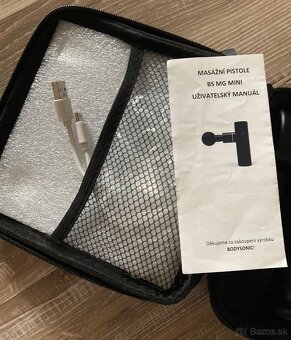 MASÁŽNÍ PISTOLE
BS MG MINI
UŽIVATELSKÝ MANUÁL
Děkujeme za zakoupení výrobku
BODYSONIC!
bazos.sk